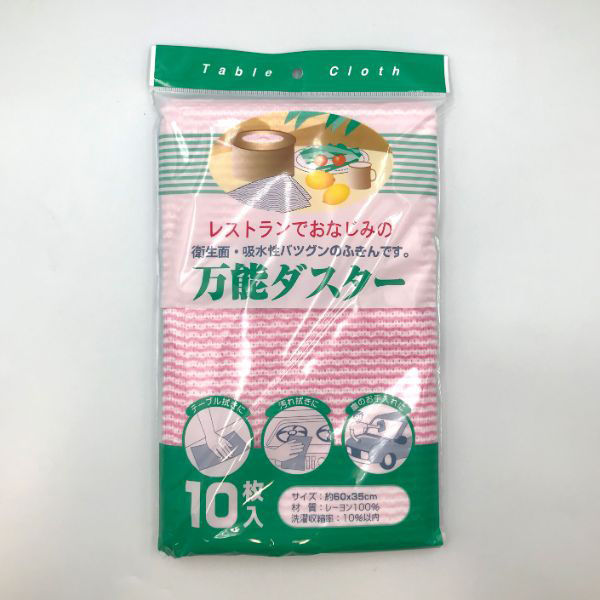 Table Cloth
レストランでおなじみの
衛生面・吸水性バツグンのふきんです。
万能ダスター
テーブル拭きに
汚れ拭きに
車のお手入れに
10枚入
サイズ：約60x35cm
材 質：レーヨン100%
洗濯収縮率：10%以内